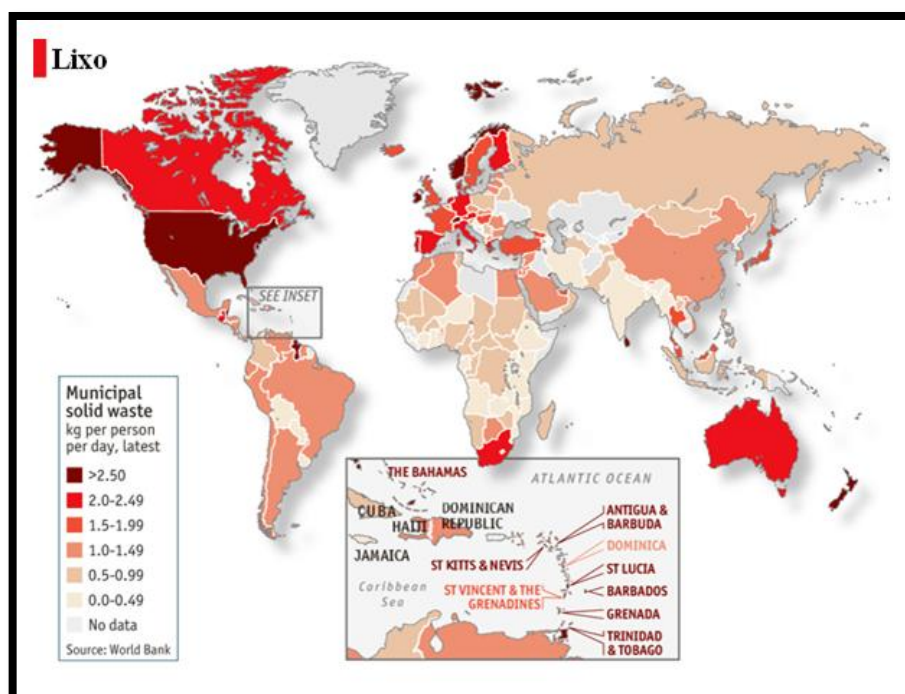 Lixo
SEE INSET
Municipal
solid waste
kg per person
per day, latest
>2.50
2.0-2.49
1.5-1.99
1.0-1.49
0.5-0.99
0.0-0.49
No data
Source: World Bank
THE BAHAMAS
ATLANTIC OCEAN
CUBA
HAIJI
DOMINICAN
REPUBLIC
JAMAICA
ANTIGUA &
BARBUDA
DOMINICA
ST KITTS & NEVIS
ST LUCIA
Caribbean
Sea
ST VINCENT & THE
GRENADINES
BARBADOS
GRENADA
TRINIDAD
& TOBAGO